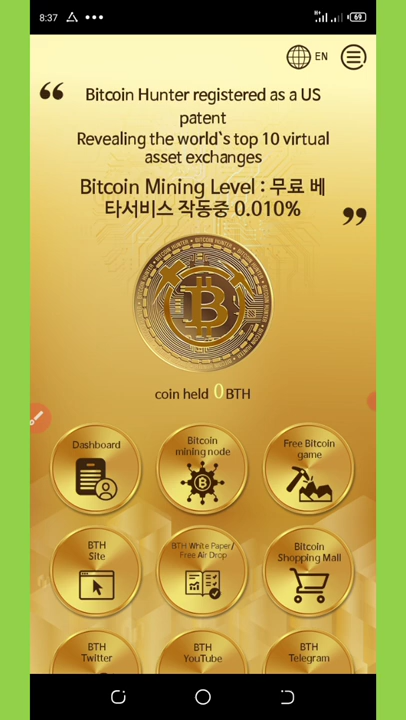 8:37
69
EN
Bitcoin Hunter registered as a US
patent
Revealing the world`s top 10 virtual
asset exchanges
Bitcoin Mining Level : 무료 베
타서비스 작동중 0.010%
coin held 0 BTH
Dashboard
Bitcoin
mining node
Free Bitcoin
game
BTH
Site
BTH White Paper/
Free Air Drop
Bitcoin
Shopping Mall
BTH
Twitter
BTH
YouTube
BTH
Telegram